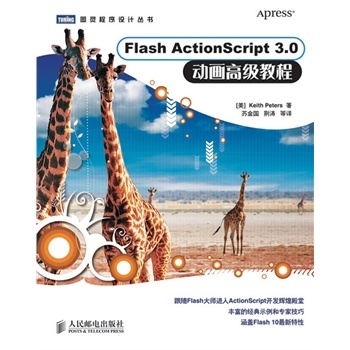 TURING 图灵程序设计丛书
Apress®
Flash ActionScript 3.0
动画高级教程
[美] Keith Peters 著
苏金国 荆涛 等译
跟随Flash大师进入ActionScript开发辉煌殿堂
丰富的经典示例和专家技巧
涵盖Flash 10最新特性
人民邮电出版社
POSTS & TELECOM PRESS